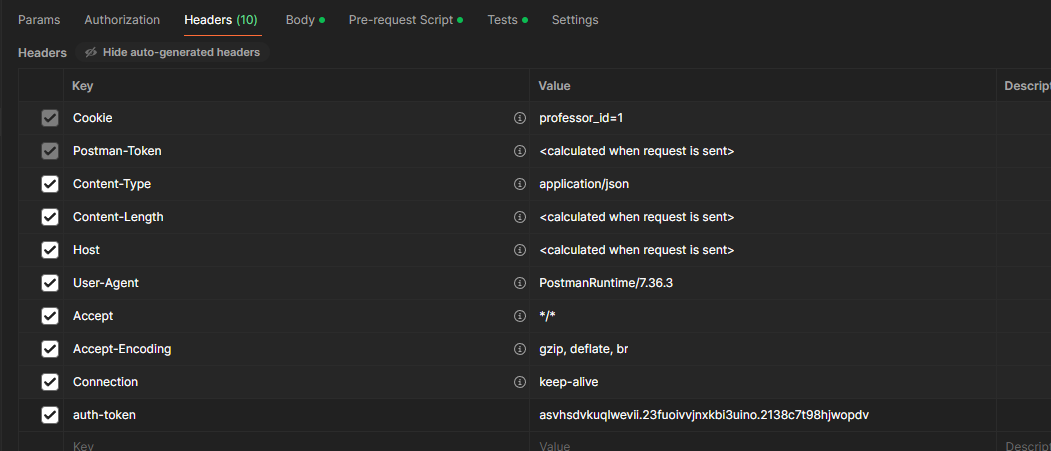 Params Authorization Headers (10) Body Pre-request Script Tests Settings
Headers Hide auto-generated headers
Key Value Descript
Cookie professor_id=1
Postman-Token <calculated when request is sent>
Content-Type application/json
Content-Length <calculated when request is sent>
Host <calculated when request is sent>
User-Agent PostmanRuntime/7.36.3
Accept */*
Accept-Encoding gzip, deflate, br
Connection keep-alive
auth-token asvhsdvkuqlwevii.23fuoivvjnxkbi3uino.2138c7t98hjwopdv
Key Value Descript